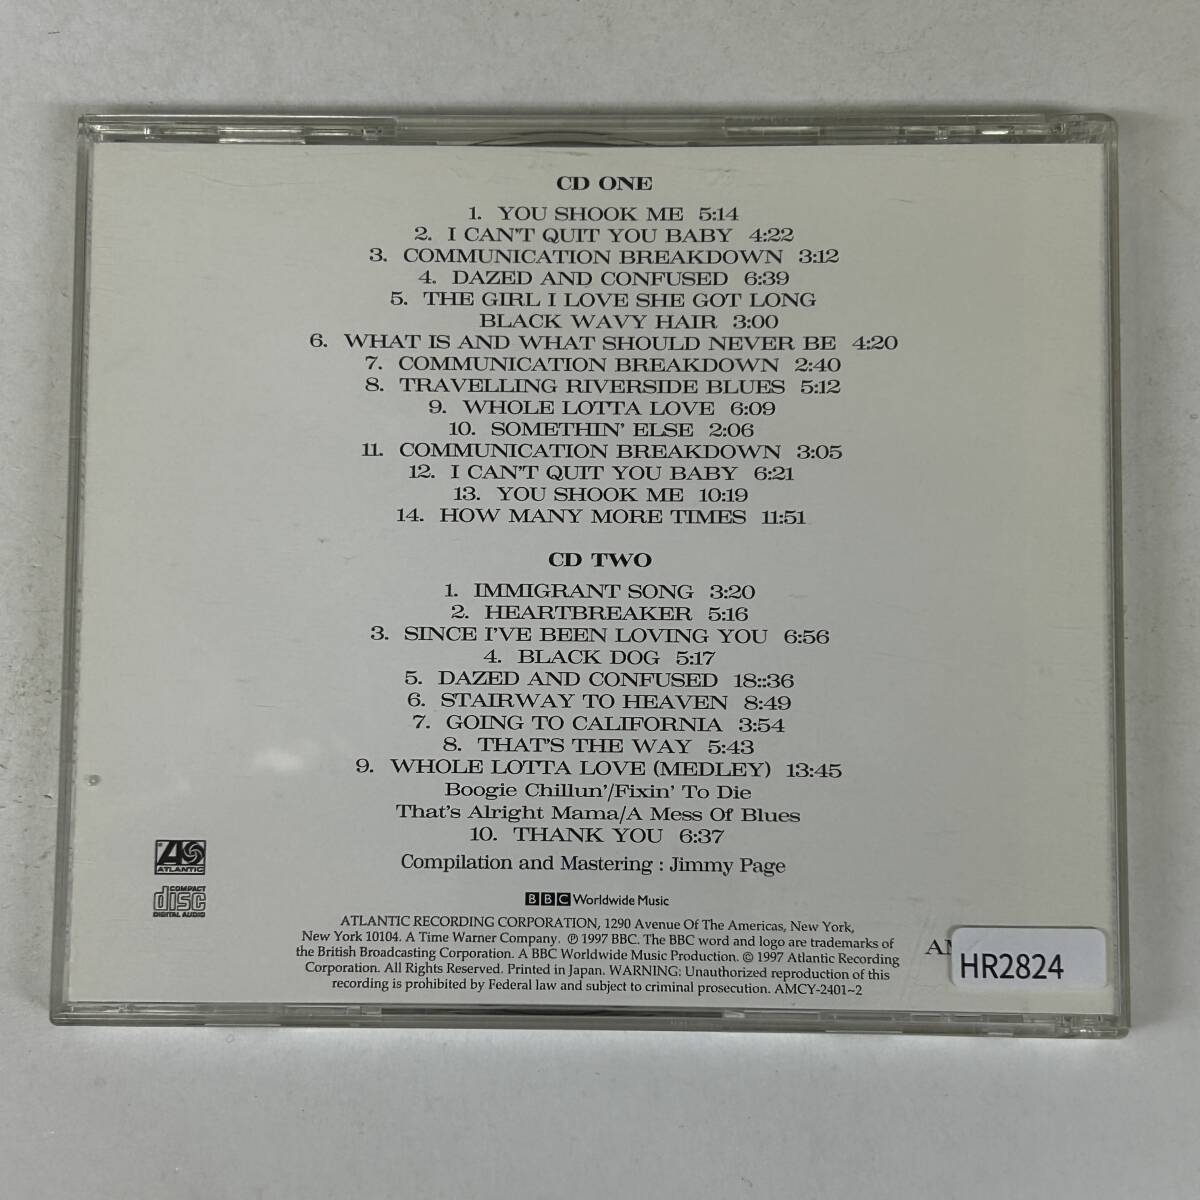 CD ONE
1. YOU SHOOK ME 5:14
2. I CAN'T QUIT YOU BABY 4:22
3. COMMUNICATION BREAKDOWN 3:12
4. DAZED AND CONFUSED 6:39
5. THE GIRL I LOVE SHE GOT LONG
BLACK WAVY HAIR 3:00
6. WHAT IS AND WHAT SHOULD NEVER BE 4:20
7. COMMUNICATION BREAKDOWN 2:40
8. TRAVELLING RIVERSIDE BLUES 5:12
9. WHOLE LOTTA LOVE 6:09
10. SOMETHIN' ELSE 2:06
11. COMMUNICATION BREAKDOWN 3:05
12. I CAN'T QUIT YOU BABY 6:21
13. YOU SHOOK ME 10:19
14. HOW MANY MORE TIMES 11:51
CD TWO
1. IMMIGRANT SONG 3:20
2. HEARTBREAKER 5:16
3. SINCE I'VE BEEN LOVING YOU 6:56
4. BLACK DOG 5:17
5. DAZED AND CONFUSED 18::36
6. STAIRWAY TO HEAVEN 8:49
7. GOING TO CALIFORNIA 3:54
8. THAT'S THE WAY 5:43
9. WHOLE LOTTA LOVE (MEDLEY) 13:45
Boogie Chillun'/Fixin' To Die
That's Alright Mama/A Mess Of Blues
10. THANK YOU 6:37
Compilation and Mastering : Jimmy Page
ATLANTIC
COMPACT
disc
DIGITAL AUDIO
BBC Worldwide Music
ATLANTIC RECORDING CORPORATION, 1290 Avenue Of The Americas, New York,
New York 10104. A Time Warner Company. ℗ 1997 BBC. The BBC word and logo are trademarks of
the British Broadcasting Corporation. A BBC Worldwide Music Production. © 1997 Atlantic Recording
Corporation. All Rights Reserved. Printed in Japan. WARNING: Unauthorized reproduction of this
recording is prohibited by Federal law and subject to criminal prosecution. AMCY-2401~2
HR2824